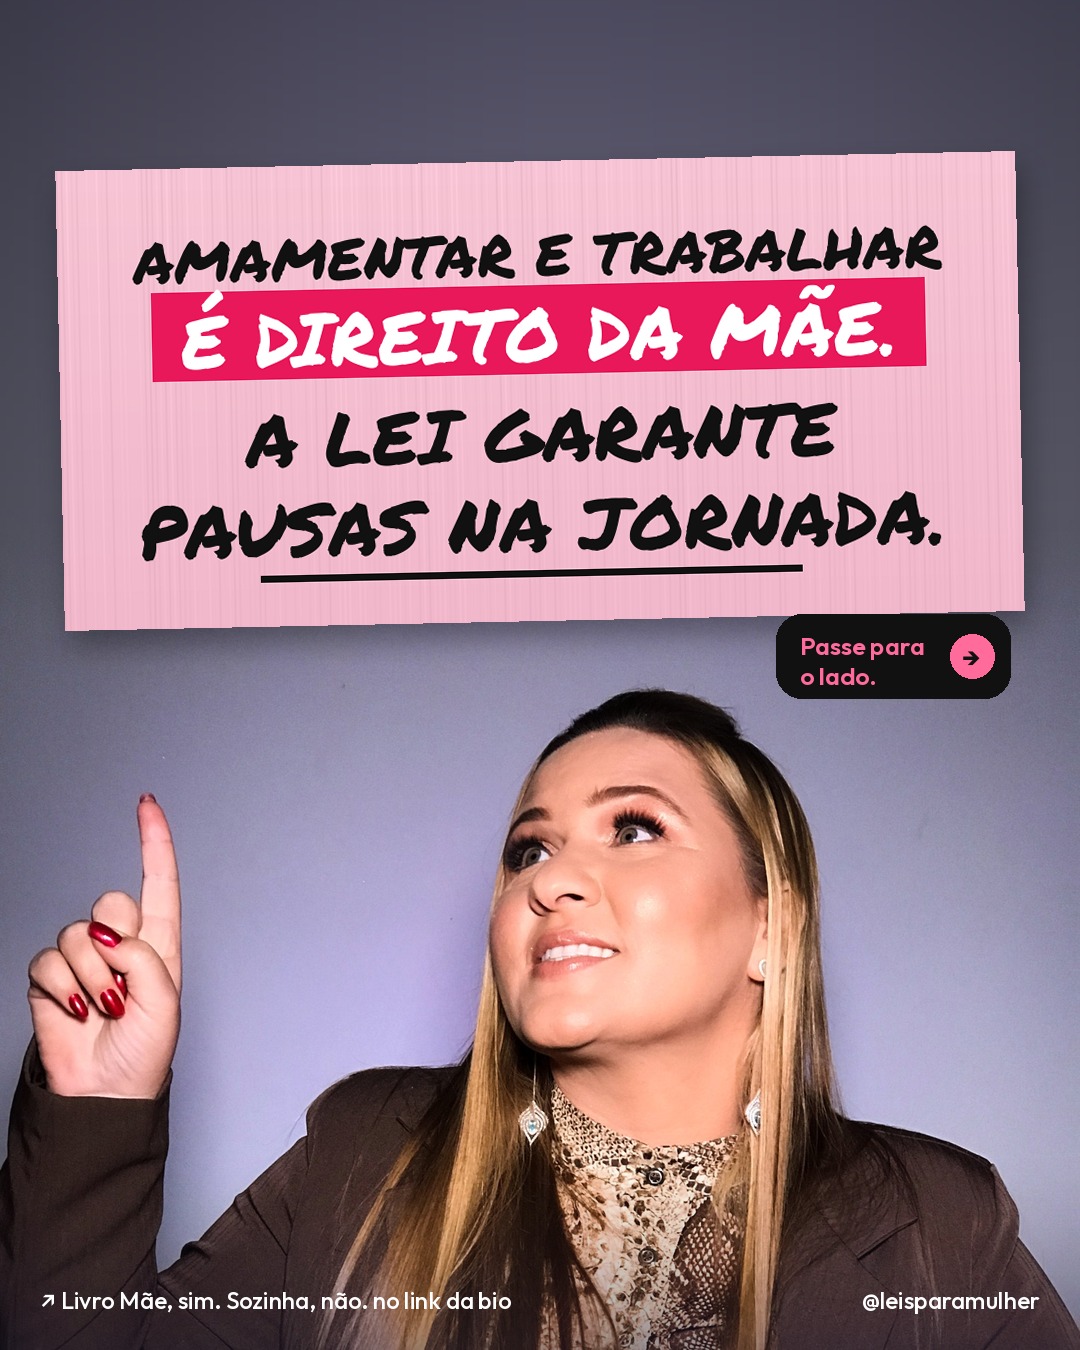 AMAMENTAR E TRABALHAR
É DIREITO DA MÃE.
A LEI GARANTE
PAUSAS NA JORNADA.
Passe para
o lado.
↗ Livro Mãe, sim. Sozinha, não. no link da bio
@leisparamulher